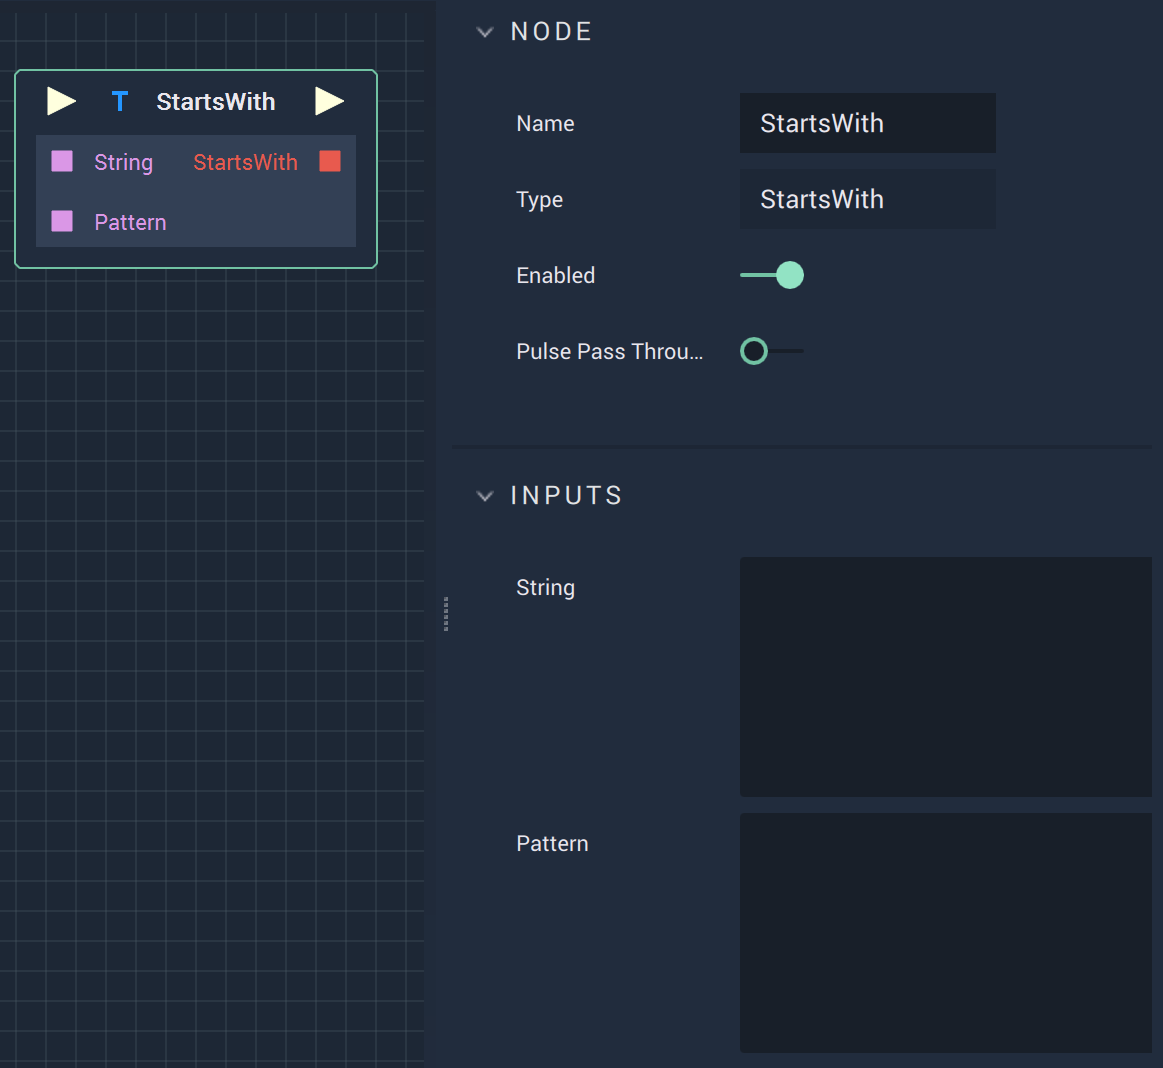 T StartsWith
String StartsWith
Pattern
NODE
Name StartsWith
Type StartsWith
Enabled
Pulse Pass Throu...
INPUTS
String
Pattern